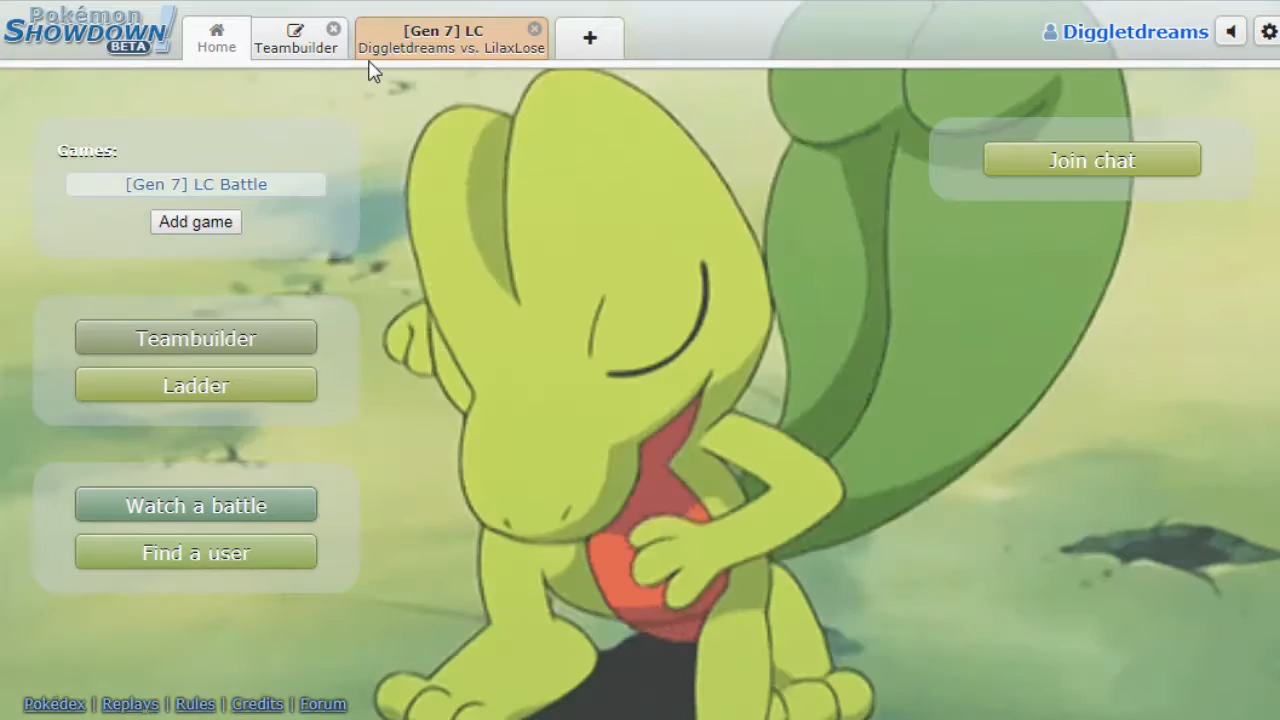 Pokémon
SHOWDOWN!
BETA
Home
Teambuilder
[Gen 7] LC
Diggletdreams vs. LilaxLose
+
Diggletdreams
Games:
[Gen 7] LC Battle
Add game
Join chat
Teambuilder
Ladder
Watch a battle
Find a user
Pokédex | Replays | Rules | Credits | Forum